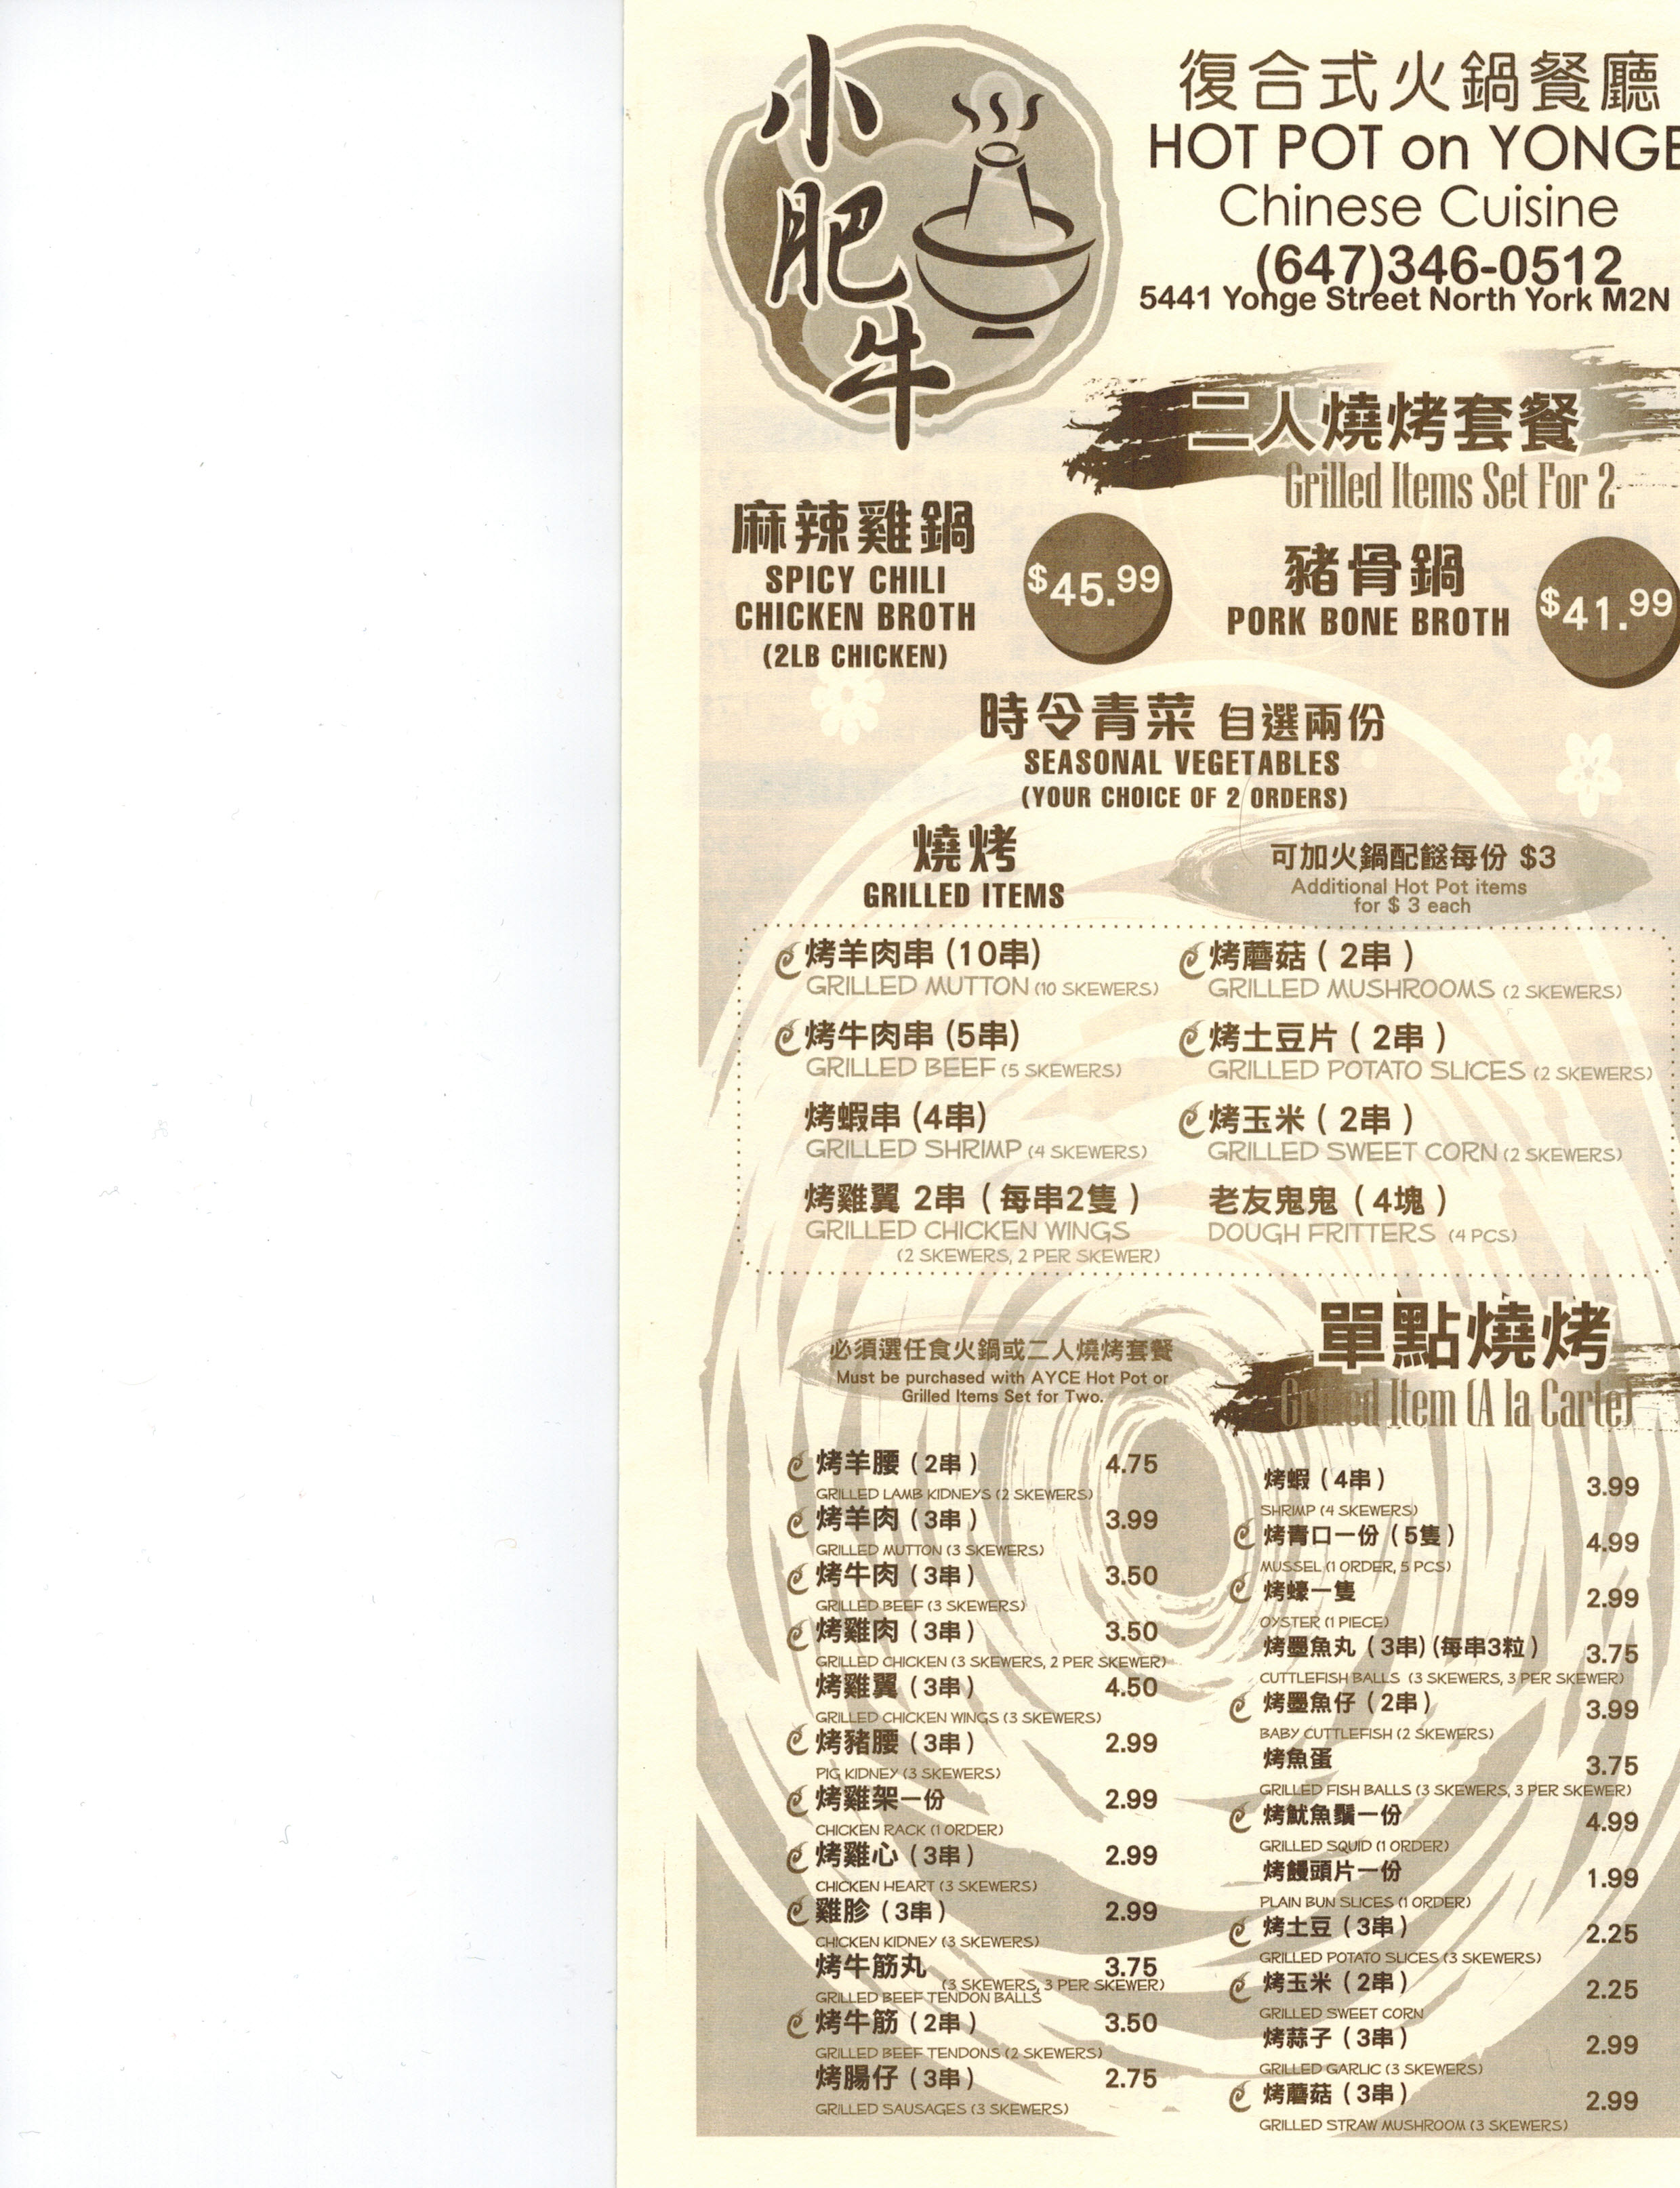 小肥牛
復合式火鍋餐廳
HOT POT on YONGE
Chinese Cuisine
(647)346-0512
5441 Yonge Street North York M2N
二人燒烤套餐
Grilled Items Set For 2
麻辣雞鍋
SPICY CHILI
CHICKEN BROTH
(2LB CHICKEN)
$45.99
豬骨鍋
PORK BONE BROTH
$41.99
時令青菜 自選兩份
SEASONAL VEGETABLES
(YOUR CHOICE OF 2 ORDERS)
燒烤
GRILLED ITEMS
可加火鍋配餸每份 $3
Additional Hot Pot items
for $ 3 each
烤羊肉串 (10串)
GRILLED MUTTON (10 SKEWERS)
烤牛肉串 (5串)
GRILLED BEEF (5 SKEWERS)
烤蝦串 (4串)
GRILLED SHRIMP (4 SKEWERS)
烤雞翼 2串 ( 每串2隻 )
GRILLED CHICKEN WINGS
(2 SKEWERS, 2 PER SKEWER)
烤蘑菇 ( 2串 )
GRILLED MUSHROOMS (2 SKEWERS)
烤土豆片 ( 2串 )
GRILLED POTATO SLICES (2 SKEWERS)
烤玉米 ( 2串 )
GRILLED SWEET CORN (2 SKEWERS)
老友鬼鬼 ( 4塊 )
DOUGH FRITTERS (4 PCS)
必須選任食火鍋或二人燒烤套餐
Must be purchased with AYCE Hot Pot or
Grilled Items Set for Two.
單點燒烤
Grilled Item (A la Carte)
烤羊腰 ( 2串 ) 4.75
GRILLED LAMB KIDNEYS (2 SKEWERS)
烤羊肉 ( 3串 ) 3.99
GRILLED MUTTON (3 SKEWERS)
烤牛肉 ( 3串 ) 3.50
GRILLED BEEF (3 SKEWERS)
烤雞肉 ( 3串 ) 3.50
GRILLED CHICKEN (3 SKEWERS, 2 PER SKEWER)
烤雞翼 ( 3串 ) 4.50
GRILLED CHICKEN WINGS (3 SKEWERS)
烤豬腰 ( 3串 ) 2.99
PIG KIDNEY (3 SKEWERS)
烤雞架一份 2.99
CHICKEN RACK (1 ORDER)
烤雞心 ( 3串 ) 2.99
CHICKEN HEART (3 SKEWERS)
雞胗 ( 3串 ) 2.99
CHICKEN KIDNEY (3 SKEWERS)
烤牛筋丸 3.75
(3 SKEWERS, 3 PER SKEWER)
GRILLED BEEF TENDON BALLS
烤牛筋 ( 2串 ) 3.50
GRILLED BEEF TENDONS (2 SKEWERS)
烤腸仔 ( 3串 ) 2.75
GRILLED SAUSAGES (3 SKEWERS)
烤蝦 ( 4串 ) 3.99
SHRIMP (4 SKEWERS)
烤青口一份 ( 5隻 ) 4.99
MUSSEL (1 ORDER, 5 PCS)
烤蠔一隻 2.99
OYSTER (1 PIECE)
烤墨魚丸 ( 3串) (每串3粒 ) 3.75
CUTTLEFISH BALLS (3 SKEWERS, 3 PER SKEWER)
烤墨魚仔 ( 2串 ) 3.99
BABY CUTTLEFISH (2 SKEWERS)
烤魚蛋 3.75
GRILLED FISH BALLS (3 SKEWERS, 3 PER SKEWER)
烤魷魚鬚一份 4.99
GRILLED SQUID (1 ORDER)
烤饅頭片一份 1.99
PLAIN BUN SLICES (1 ORDER)
烤土豆 ( 3串 ) 2.25
GRILLED POTATO SLICES (3 SKEWERS)
烤玉米 ( 2串 ) 2.25
GRILLED SWEET CORN
烤蒜子 ( 3串 ) 2.99
GRILLED GARLIC (3 SKEWERS)
烤蘑菇 ( 3串 ) 2.99
GRILLED STRAW MUSHROOM (3 SKEWERS)